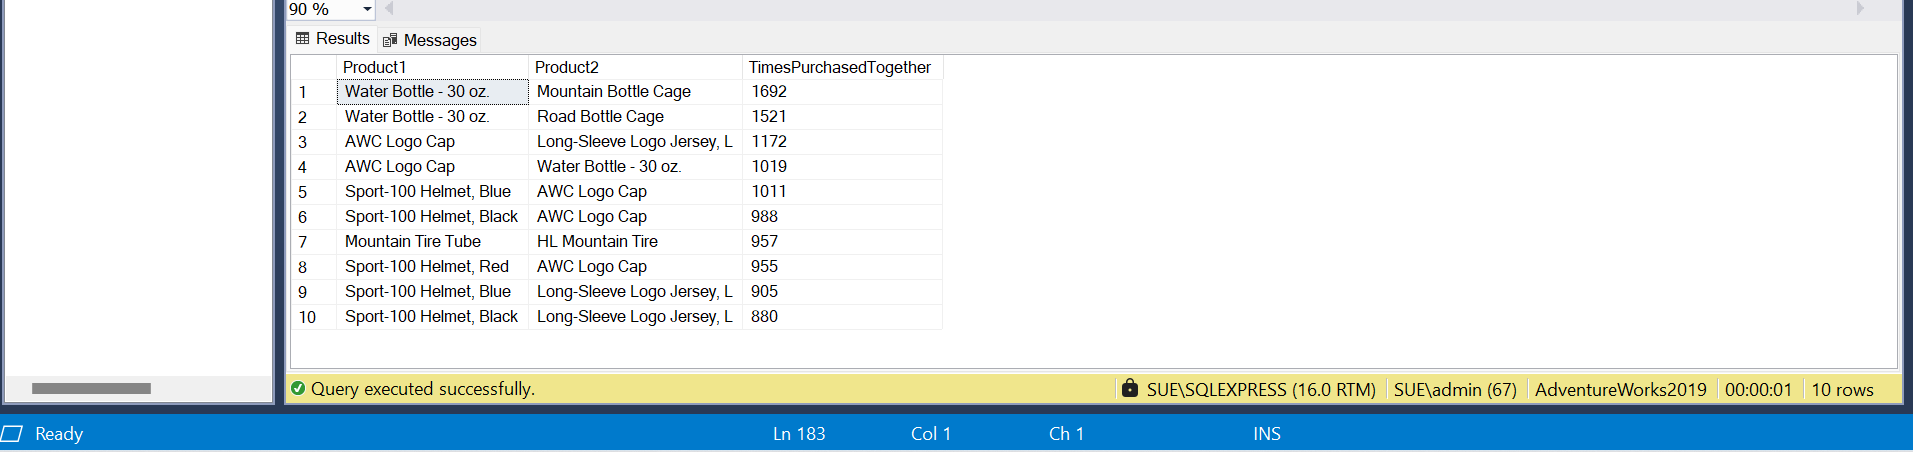 90 %
Results Messages
Product1 Product2 TimesPurchasedTogether
1 Water Bottle - 30 oz. Mountain Bottle Cage 1692
2 Water Bottle - 30 oz. Road Bottle Cage 1521
3 AWC Logo Cap Long-Sleeve Logo Jersey, L 1172
4 AWC Logo Cap Water Bottle - 30 oz. 1019
5 Sport-100 Helmet, Blue AWC Logo Cap 1011
6 Sport-100 Helmet, Black AWC Logo Cap 988
7 Mountain Tire Tube HL Mountain Tire 957
8 Sport-100 Helmet, Red AWC Logo Cap 955
9 Sport-100 Helmet, Blue Long-Sleeve Logo Jersey, L 905
10 Sport-100 Helmet, Black Long-Sleeve Logo Jersey, L 880
Query executed successfully. SUE\SQLEXPRESS (16.0 RTM) SUE\admin (67) AdventureWorks2019 00:00:01 10 rows
Ready Ln 183 Col 1 Ch 1 INS